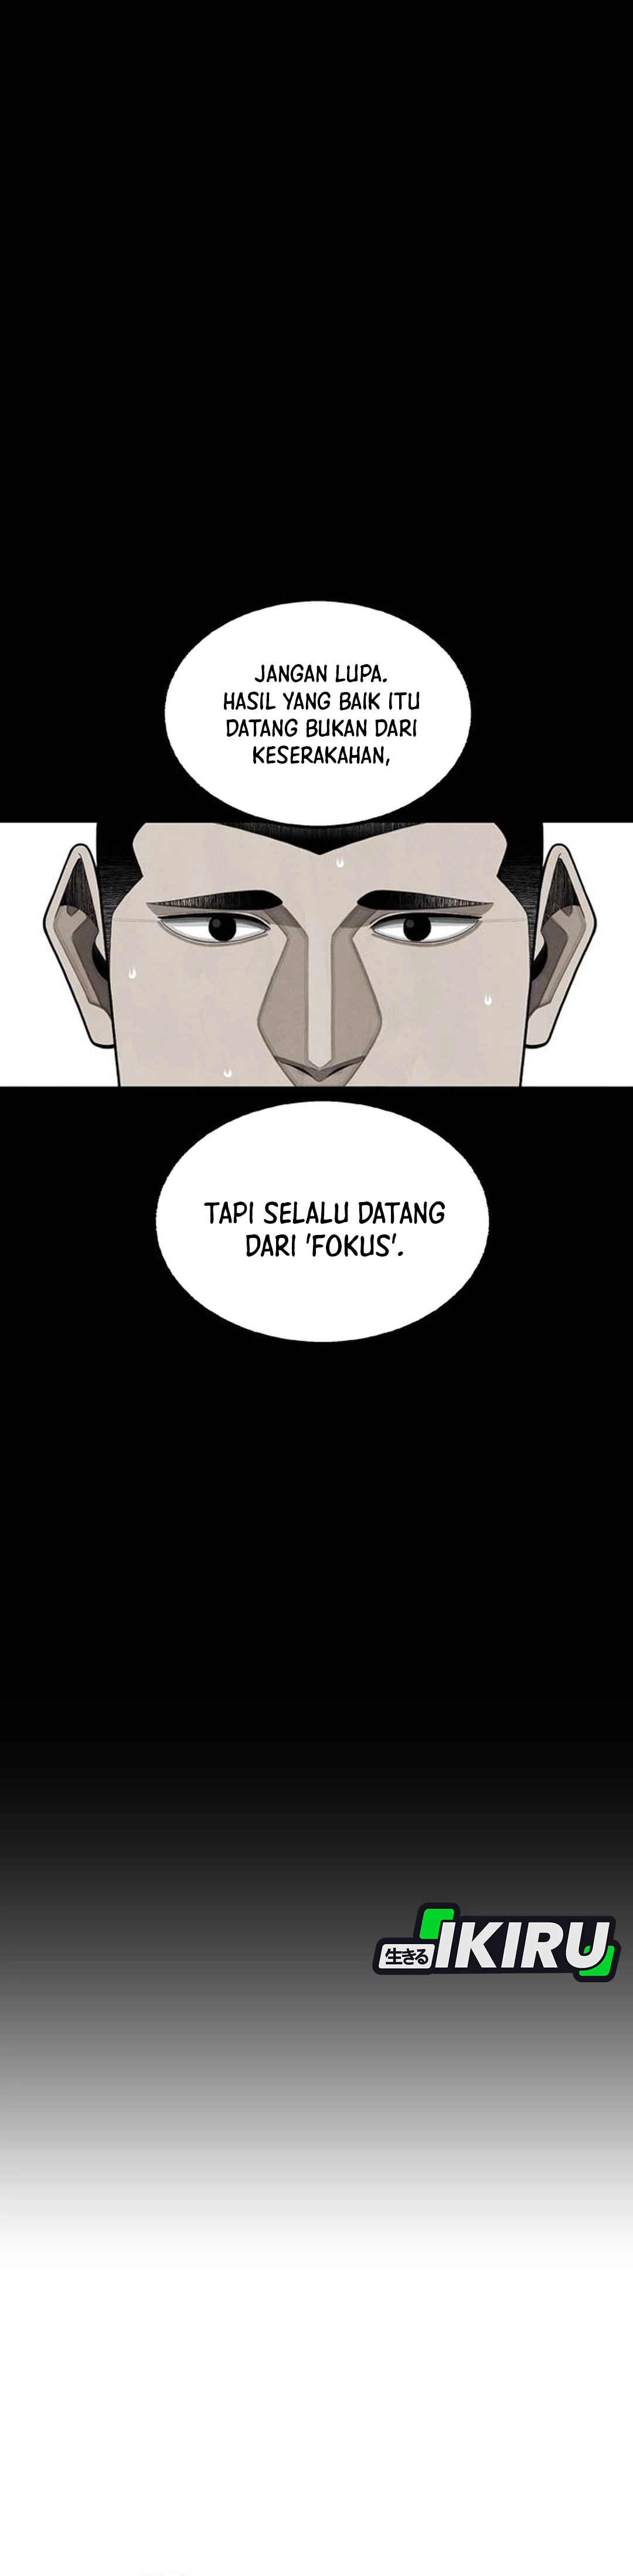 JANGAN LUPA.
HASIL YANG BAIK ITU
DATANG BUKAN DARI
KESERAKAHAN,
TAPI SELALU DATANG
DARI 'FOKUS'.
生きる IKIRU